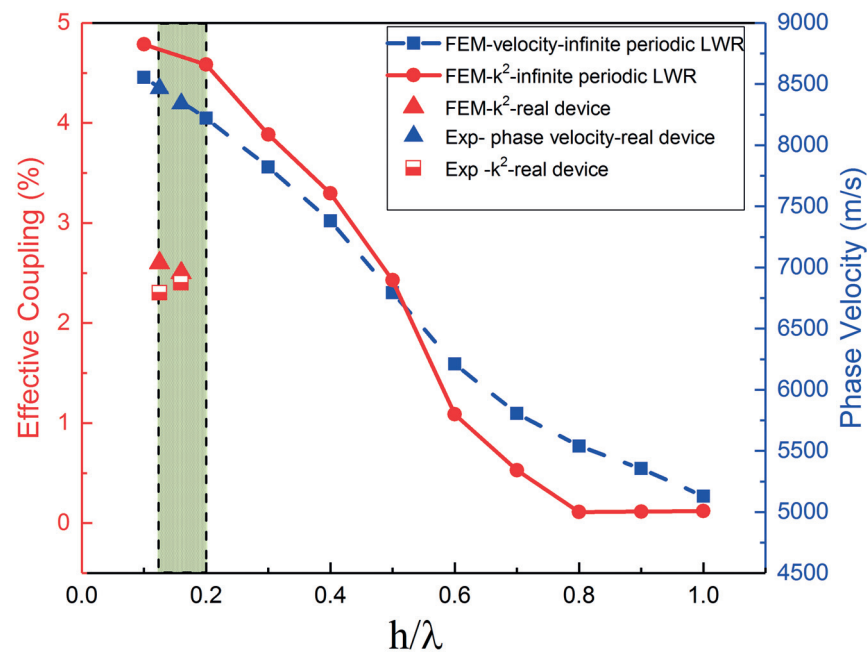 FEM-velocity-infinite periodic LWR
FEM-k²-infinite periodic LWR
FEM-k²-real device
Exp- phase velocity-real device
Exp -k²-real device
Effective Coupling (%)
5
4
3
2
1
0
Phase Velocity (m/s)
9000
8500
8000
7500
7000
6500
6000
5500
5000
4500
0.0 0.2 0.4 0.6 0.8 1.0
h/λ